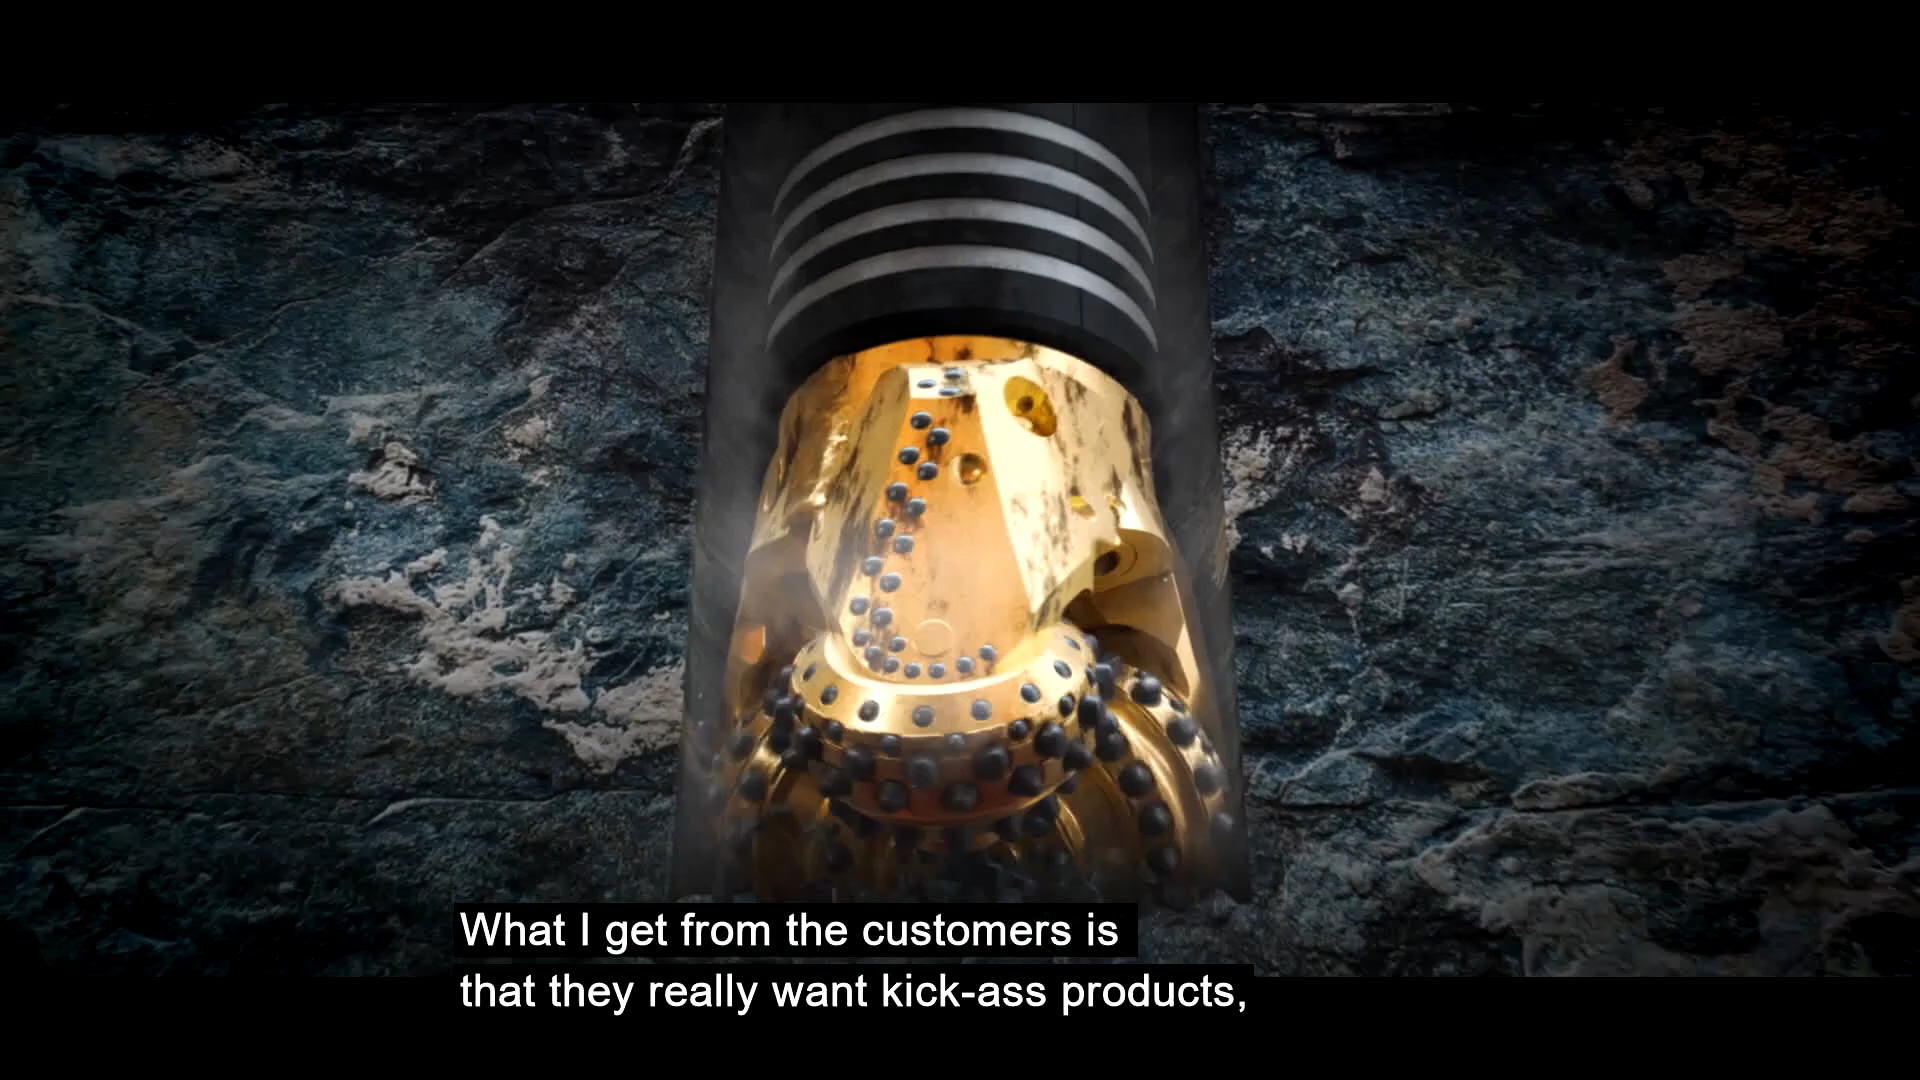 What I get from the customers is
that they really want kick-ass products,